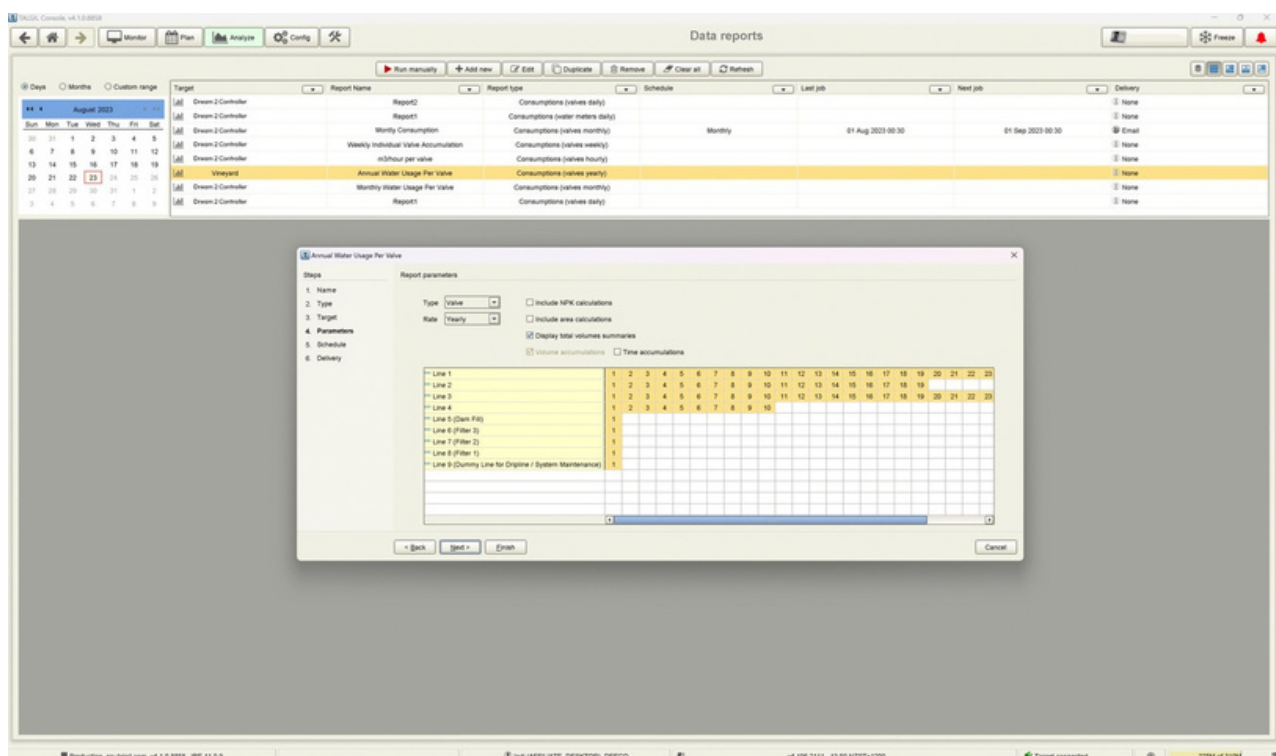 TALGIL Console, v4.1.0.8858
Monitor Plan Analyze Config Data reports Freeze
Run manually Add new Edit Duplicate Remove Clear all Refresh
Days Months Custom range
August 2023
Sun Mon Tue Wed Thu Fri Sat
30 31 1 2 3 4 5
6 7 8 9 10 11 12
13 14 15 16 17 18 19
20 21 22 23 24 25 26
27 28 29 30 31 1 2
3 4 5 6 7 8 9
Target Report Name Report type Schedule Last job Next job Delivery
Dream 2 Controller Report2 Consumptions (valves daily) None
Dream 2 Controller Report1 Consumptions (water meters daily) None
Dream 2 Controller Montly Consumption Consumptions (valves monthly) Monthly 01 Aug 2023 00:30 01 Sep 2023 00:30 Email
Dream 2 Controller Weekly Individual Valve Accumulation Consumptions (valves weekly) None
Dream 2 Controller m3/hour per valve Consumptions (valves hourly) None
Vineyard Annual Water Usage Per Valve Consumptions (valves yearly) None
Dream 2 Controller Monthly Water Usage Per Valve Consumptions (valves monthly) None
Dream 2 Controller Report1 Consumptions (valves daily) None
Annual Water Usage Per Valve
Steps
1. Name
2. Type
3. Target
4. Parameters
5. Schedule
6. Delivery
Report parameters
Type Valve Include NPK calculations
Rate Yearly Include area calculations
Display total volumes summaries
Volume accumulations Time accumulations
Line 1 1 2 3 4 5 6 7 8 9 10 11 12 13 14 15 16 17 18 19 20 21 22 23
Line 2 1 2 3 4 5 6 7 8 9 10 11 12 13 14 15 16 17 18 19
Line 3 1 2 3 4 5 6 7 8 9 10 11 12 13 14 15 16 17 18 19 20 21 22 23
Line 4 1 2 3 4 5 6 7 8 9 10
Line 5 (Dam Fill) 1
Line 6 (Filter 3) 1
Line 7 (Filter 2) 1
Line 8 (Filter 1) 1
Line 9 (Dummy Line for Dripline / System Maintenance) 1
< Back Next > Finish Cancel
Target connected